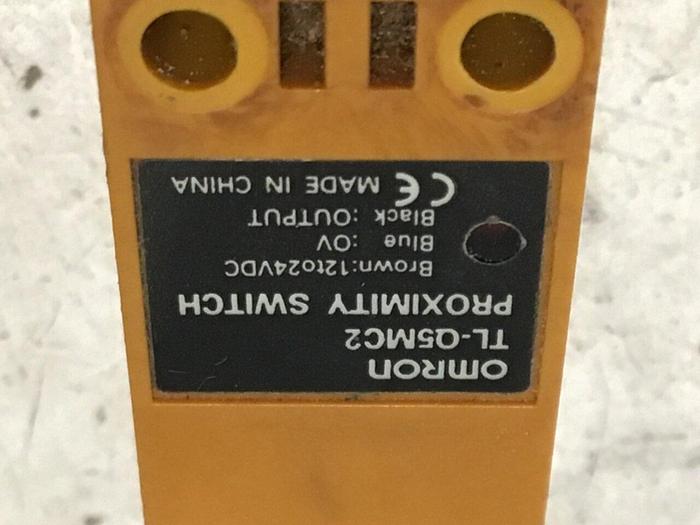 OMRON
TL-Q5MC2
PROXIMITY SWITCH
Brown:12to24VDC
Blue :0V
Black :OUTPUT
CE MADE IN CHINA